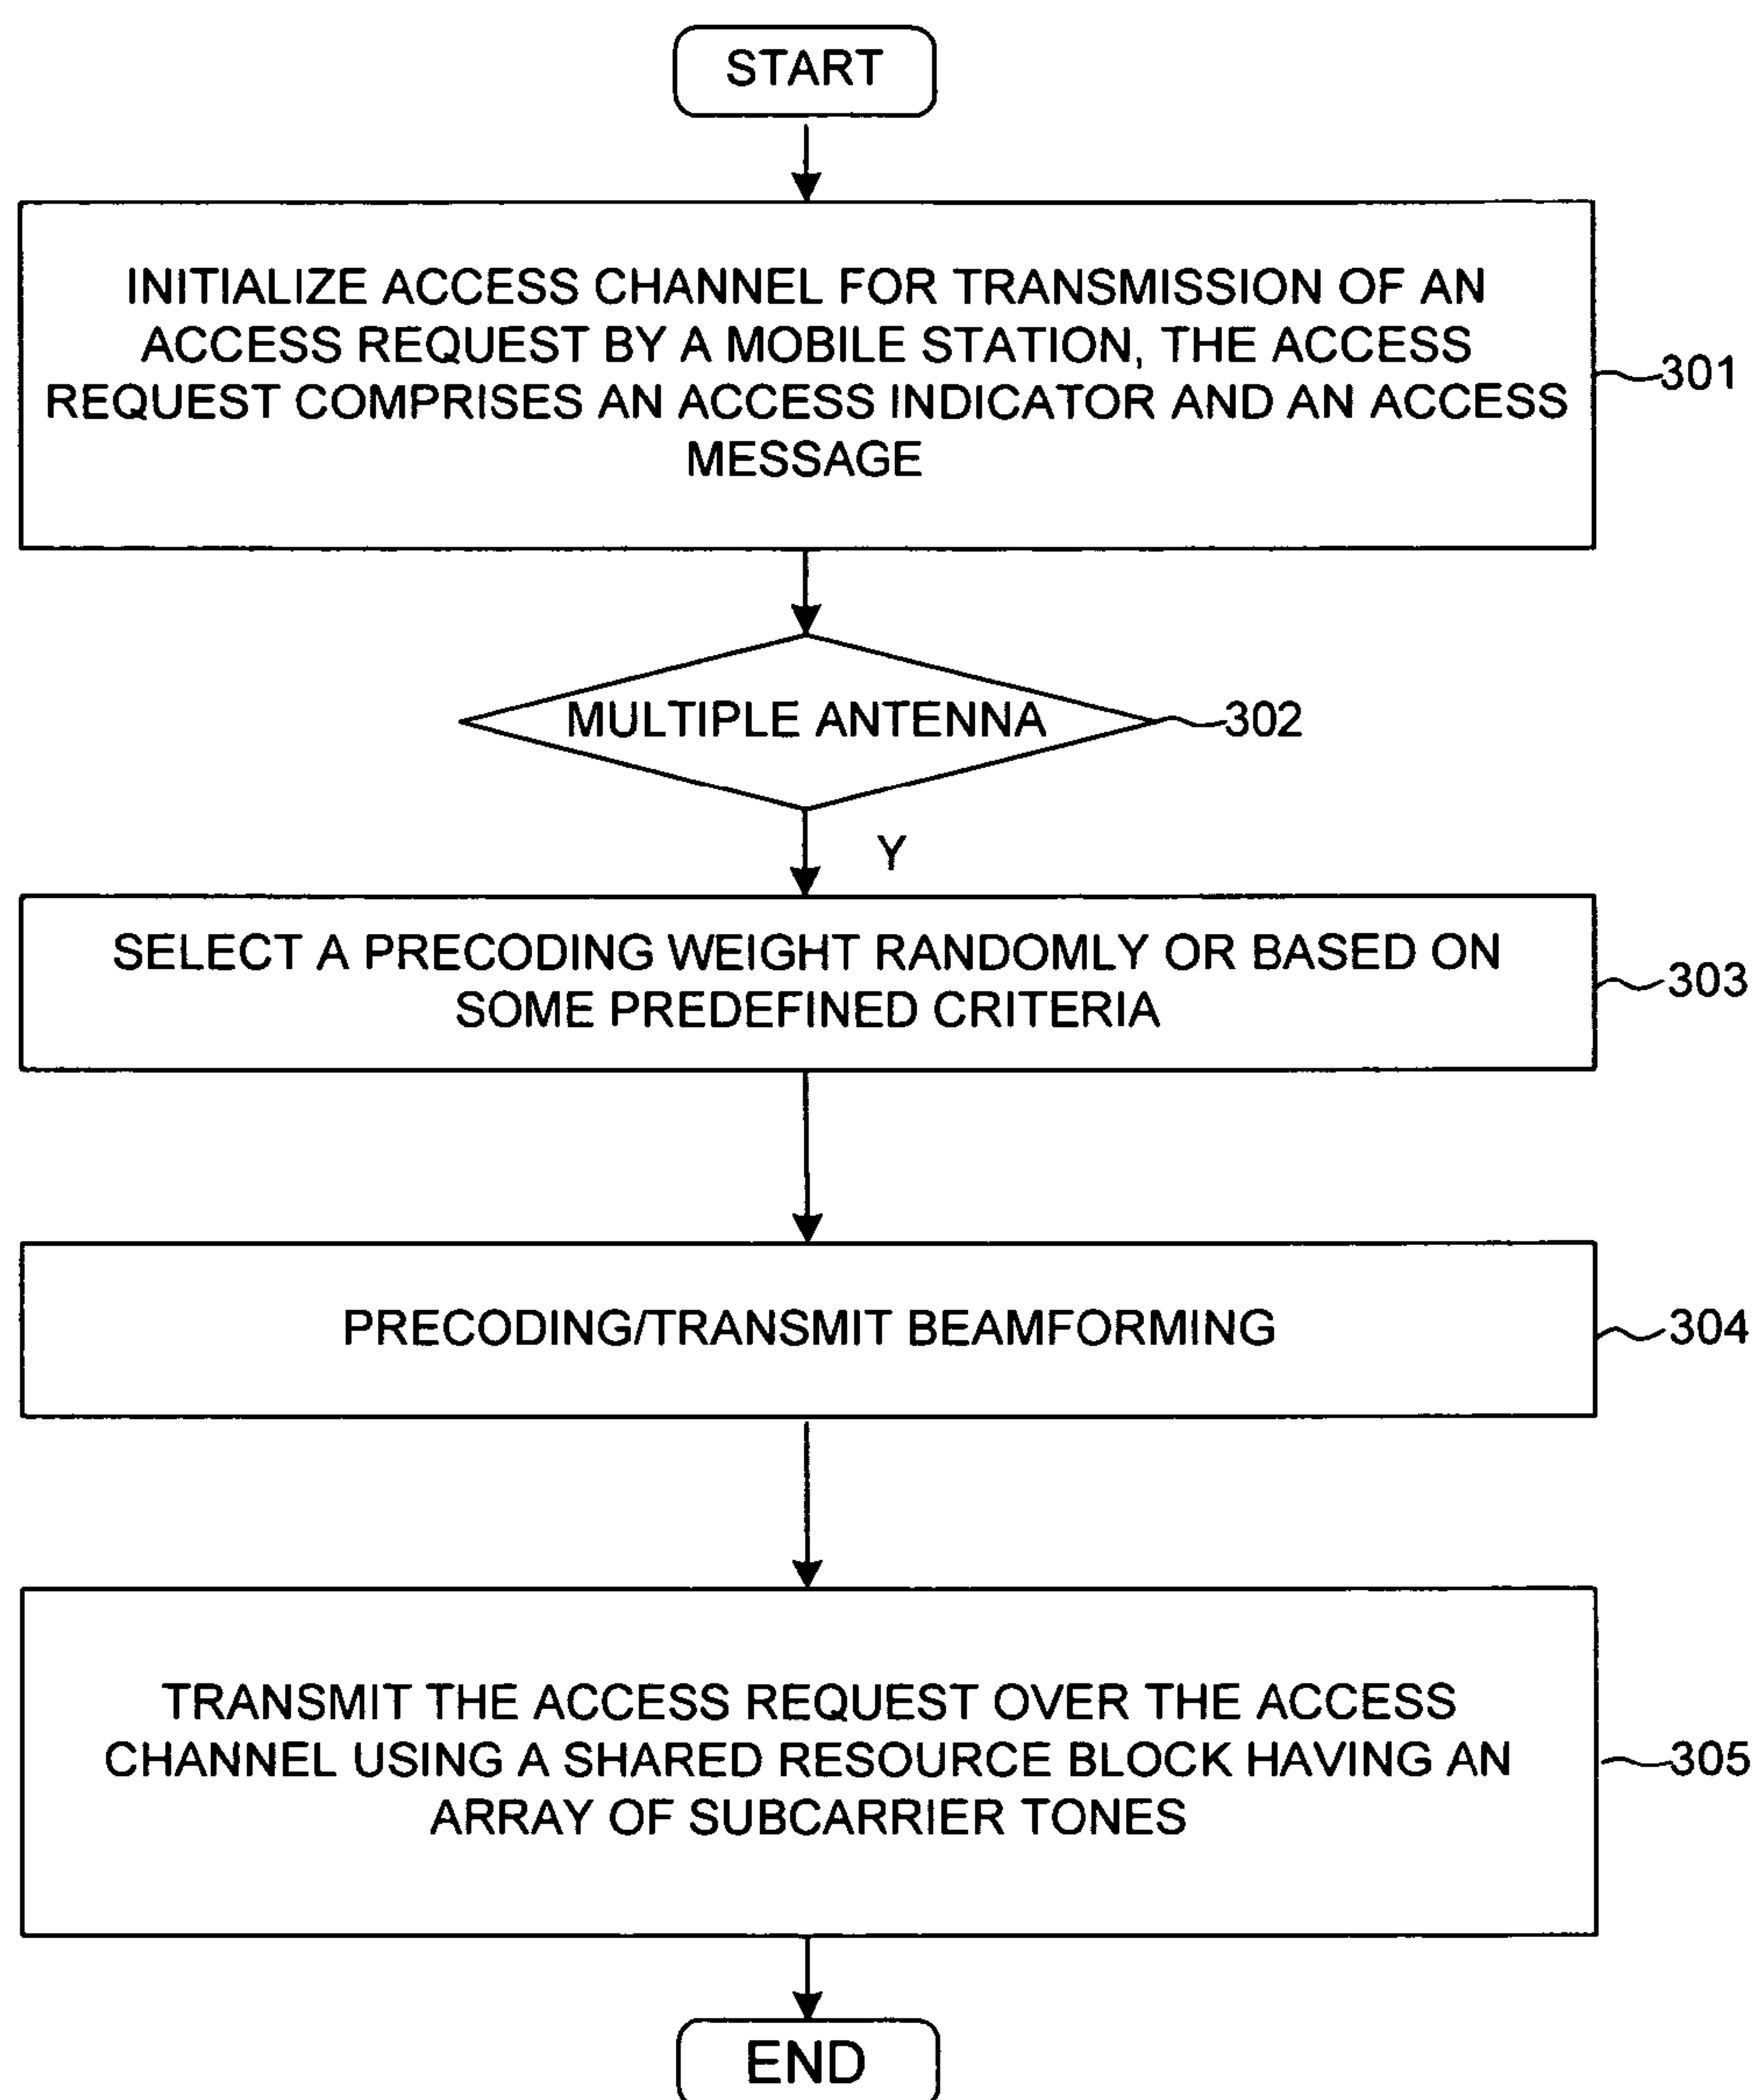 START
INITIALIZE ACCESS CHANNEL FOR TRANSMISSION OF AN
ACCESS REQUEST BY A MOBILE STATION, THE ACCESS
REQUEST COMPRISES AN ACCESS INDICATOR AND AN ACCESS
MESSAGE
301
MULTIPLE ANTENNA
302
Y
SELECT A PRECODING WEIGHT RANDOMLY OR BASED ON
SOME PREDEFINED CRITERIA
303
PRECODING/TRANSMIT BEAMFORMING
304
TRANSMIT THE ACCESS REQUEST OVER THE ACCESS
CHANNEL USING A SHARED RESOURCE BLOCK HAVING AN
ARRAY OF SUBCARRIER TONES
305
END